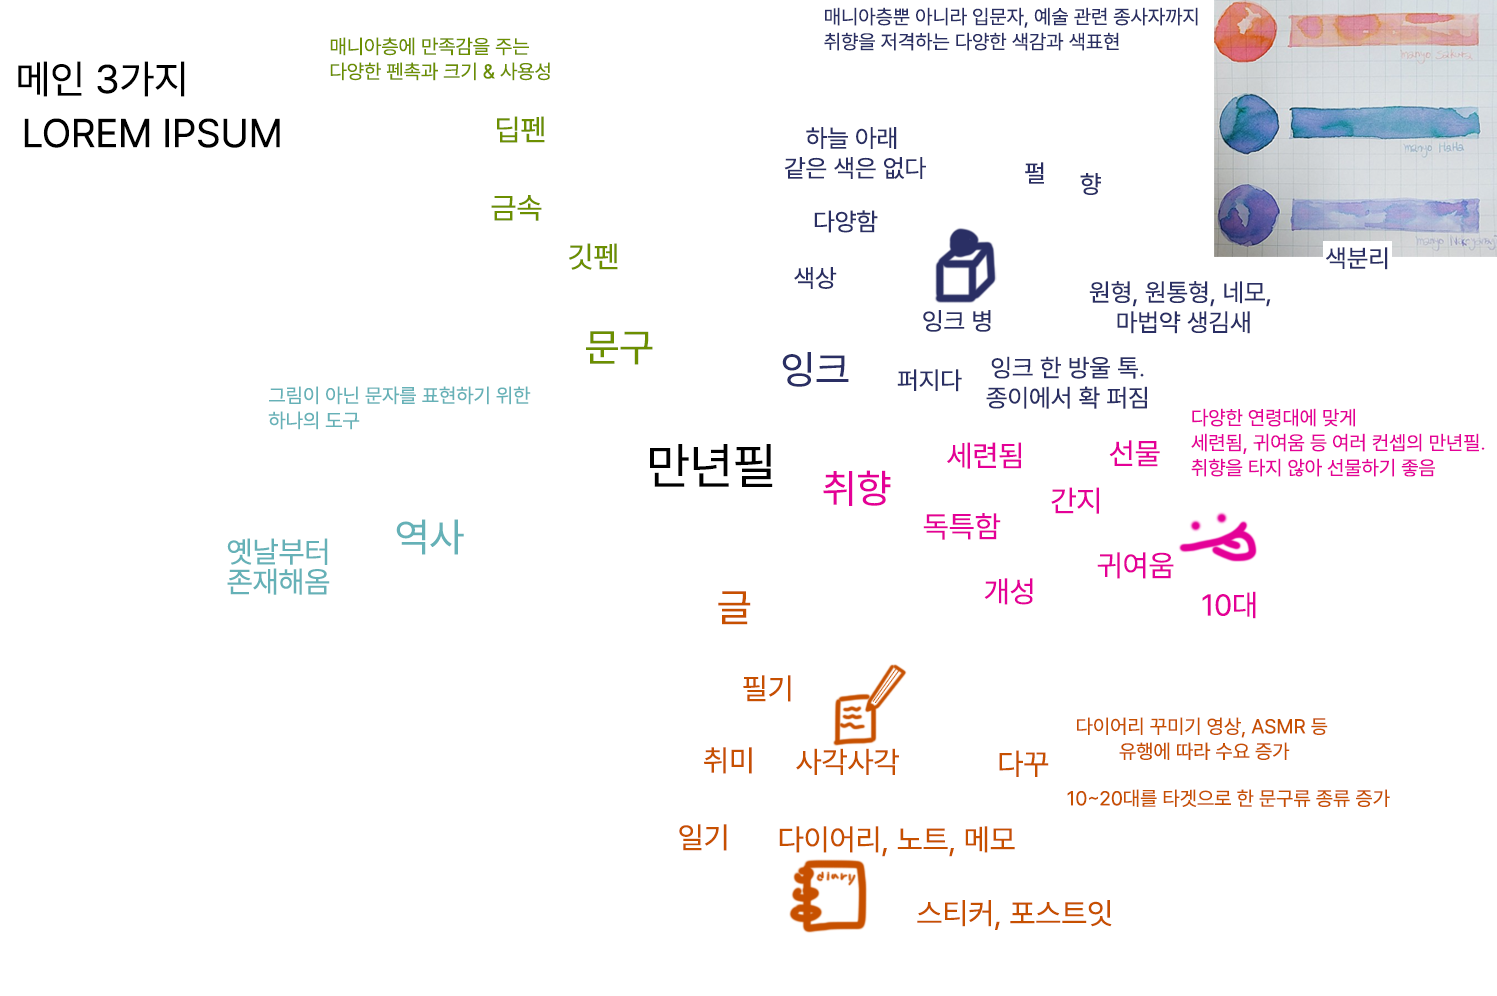 메인 3가지
LOREM IPSUM
매니아층에 만족감을 주는
다양한 펜촉과 크기 & 사용성
딥펜
금속
깃펜
문구
매니아층뿐 아니라 입문자, 예술 관련 종사자까지
취향을 저격하는 다양한 색감과 색표현
하늘 아래
같은 색은 없다
펄
향
다양함
색상
잉크 병
manyo Sakura
manyo HaHa
색분리
원형, 원통형, 네모,
마법약 생김새
잉크
퍼지다
잉크 한 방울 톡.
종이에서 확 퍼짐
그림이 아닌 문자를 표현하기 위한
하나의 도구
만년필
역사
옛날부터
존재해옴
취향
세련됨
선물
다양한 연령대에 맞게
세련됨, 귀여움 등 여러 컨셉의 만년필.
취향을 타지 않아 선물하기 좋음
간지
독특함
귀여움
개성
10대
글
필기
취미
사각사각
다꾸
다이어리 꾸미기 영상, ASMR 등
유행에 따라 수요 증가
10~20대를 타겟으로 한 문구류 종류 증가
일기
다이어리, 노트, 메모
diary
스티커, 포스트잇